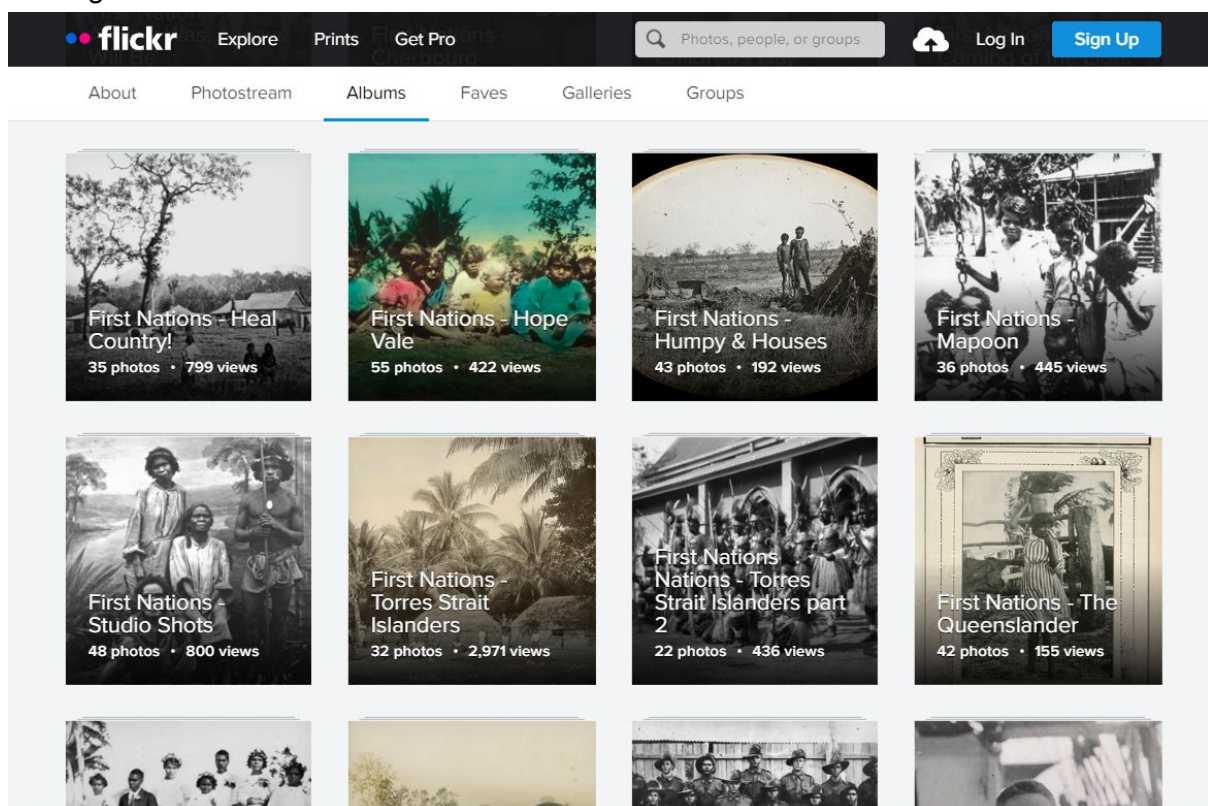 flickr
Explore
Prints
Get Pro
Photos, people, or groups
Log In
Sign Up
Will Be
Cherbourg
About
Photostream
Albums
Faves
Galleries
Groups
First Nations - Heal
Country!
35 photos • 799 views
First Nations - Hope
Vale
55 photos • 422 views
First Nations -
Humpy & Houses
43 photos • 192 views
First Nations -
Mapoon
36 photos • 445 views
First Nations -
Studio Shots
48 photos • 800 views
First Nations -
Torres Strait
Islanders
32 photos • 2,971 views
First Nations
Nations - Torres
Strait Islanders part
2
22 photos • 436 views
First Nations - The
Queenslander
42 photos • 155 views